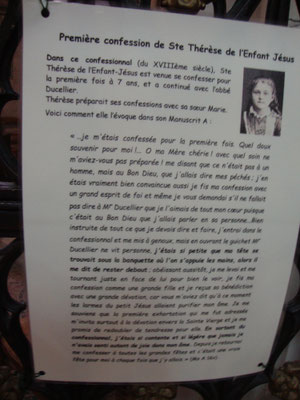 Première confession de Ste Thérèse de l'Enfant Jésus
Dans ce confessionnal (du XVIIIème siècle), Ste
Thérèse de l'Enfant-Jésus est venue se confesser pour
la première fois à 7 ans, et a continué avec l'abbé
Ducellier.
Thérèse préparait ses confessions avec sa sœur Marie.
Voici comment elle l'évoque dans son Manuscrit A :
« ...je m'étais confessée pour la première fois. Quel doux
souvenir pour moi !... O ma Mère chérie ! avec quel soin ne
m'aviez-vous pas préparée ! me disant que ce n'était pas à un
homme, mais au Bon Dieu, que j'allais dire mes péchés ; j'en
étais vraiment bien convaincue aussi je fis ma confession avec
un grand esprit de foi et même je vous demandai s'il ne fallait
pas dire à Mr Ducellier que je l'aimais de tout mon cœur puisque
c'était au Bon Dieu que j'allais parler en sa personne...Bien
instruite de tout ce que je devais dire et faire, j'entrai dans le
confessionnal et me mis à genoux, mais en ouvrant le guichet Mr
Ducellier ne vit personne, j'étais si petite que ma tête se
trouvait sous la banquette où l'on s'appuie les mains, alors il
me dit de rester debout ; obéissant aussitôt, je me levai et me
tournant juste en face de lui pour bien le voir, je fis ma
confession comme une grande fille et je reçus sa bénédiction
avec une grande dévotion, car vous m'aviez dit qu'à ce moment
les larmes du petit Jésus allaient purifier mon âme. Je me
souviens que la première exhortation qui me fut adressée
m'invita surtout à la dévotion envers la Sainte Vierge et je me
promis de redoubler de tendresse pour elle. En sortant du
confessionnal, j'étais si contente et si légère que jamais je
n'avais senti autant de joie dans mon âme. Depuis je retournai
me confesser à toutes les grandes fêtes et c'était une vraie
fête pour moi à chaque fois que j'y allais »